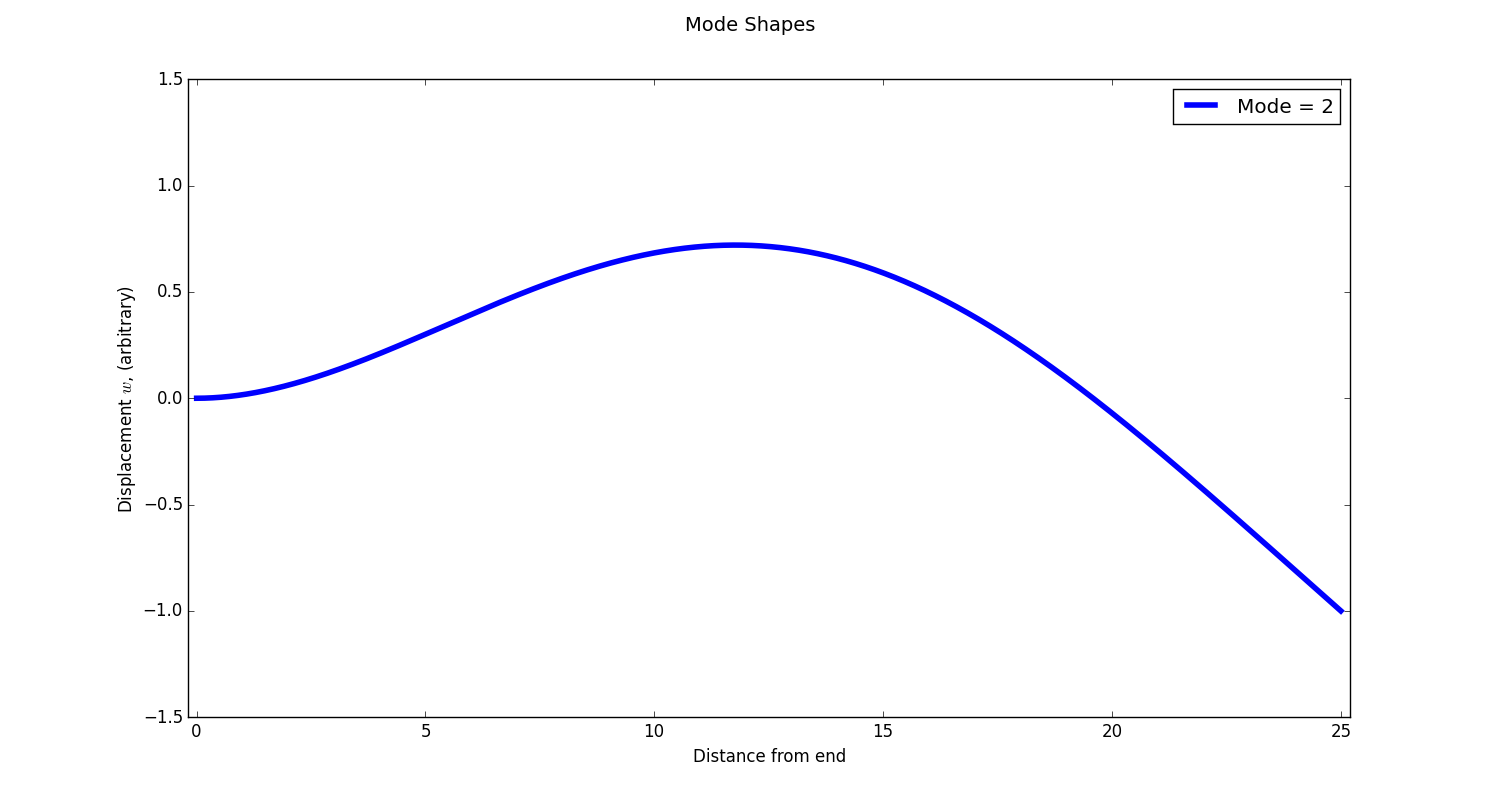 Mode Shapes
Mode = 2
1.5
1.0
0.5
0.0
−0.5
−1.0
−1.5
Displacement w, (arbitrary)
0 5 10 15 20 25
Distance from end